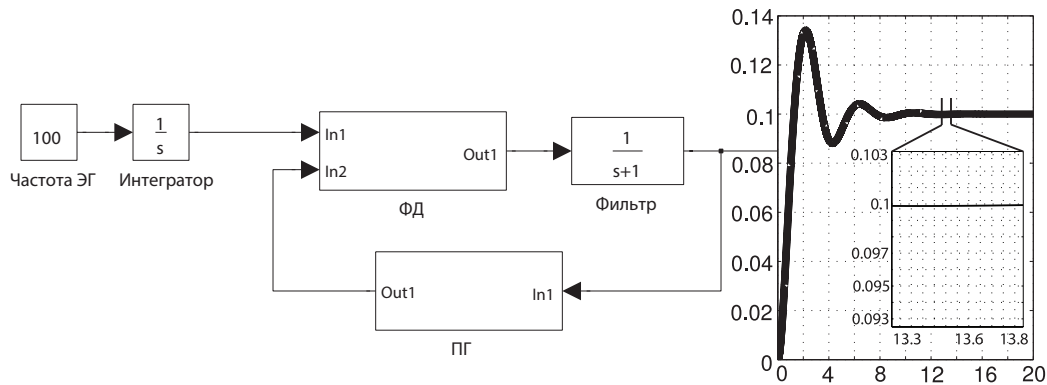 100
Частота ЭГ
1
s
Интегратор
In1
In2
Out1
ФД
1
s+1
Фильтр
Out1
In1
ПГ
0.14
0.12
0.1
0.08
0.06
0.04
0.02
0
0 4 8 12 16 20
0.103
0.1
0.097
0.095
0.093
13.3 13.6 13.8